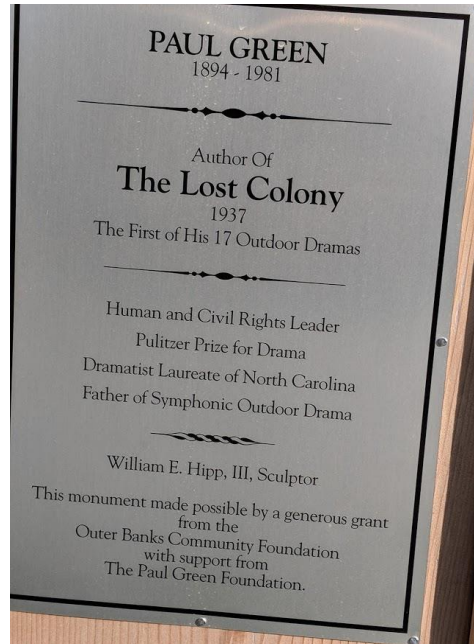 PAUL GREEN
1894 - 1981
Author Of
The Lost Colony
1937
The First of His 17 Outdoor Dramas
Human and Civil Rights Leader
Pulitzer Prize for Drama
Dramatist Laureate of North Carolina
Father of Symphonic Outdoor Drama
William E. Hipp, III, Sculptor
This monument made possible by a generous grant
from the
Outer Banks Community Foundation
with support from
The Paul Green Foundation.